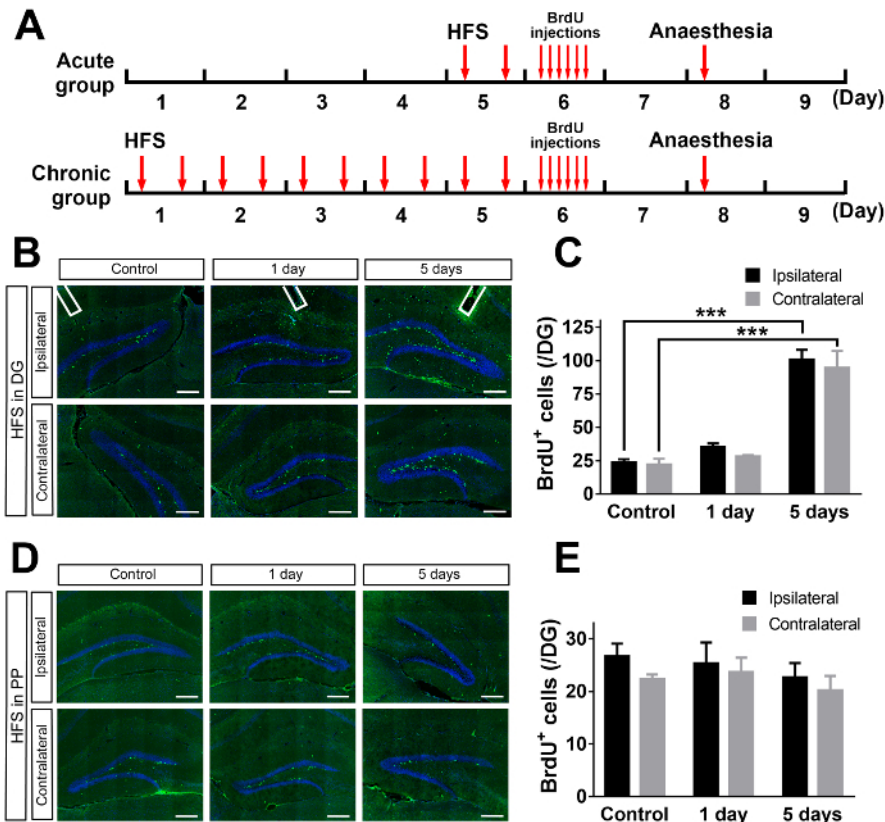 A
Acute group
HFS
BrdU injections
Anaesthesia
1 2 3 4 5 6 7 8 9 (Day)
Chronic group
HFS
BrdU injections
Anaesthesia
1 2 3 4 5 6 7 8 9 (Day)
B
Control 1 day 5 days
HFS in DG
Ipsilateral
Contralateral
C
Ipsilateral
Contralateral
BrdU⁺ cells (/DG)
125
100
75
50
25
0
***
***
Control 1 day 5 days
D
Control 1 day 5 days
HFS in PP
Ipsilateral
Contralateral
E
Ipsilateral
Contralateral
BrdU⁺ cells (/DG)
30
20
10
0
Control 1 day 5 days